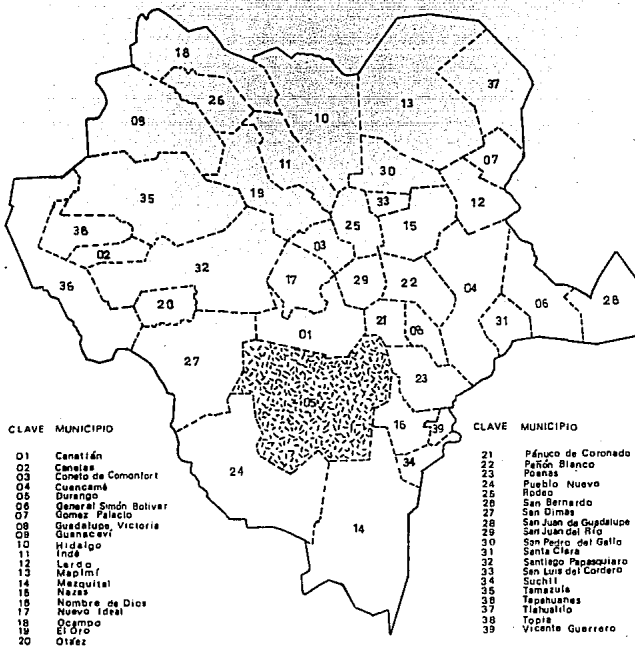 18
37
13
26
10
09
11
07
30
35
19
33
12
25
15
38
03
02
32
36
17
29
22
04
20
06
28
21
08
31
01
27
23
05
16
39
34
24
14
CLAVE MUNICIPIO
01 Canatlán
02 Canelas
03 Coneto de Comonfort
04 Cuencamé
05 Durango
06 General Simón Bolívar
07 Gomez Palacio
08 Guadalupe Victoria
09 Guanaceví
10 Hidalgo
11 Indé
12 Lerdo
13 Mapimí
14 Mezquital
15 Nazas
16 Nombre de Dios
17 Nuevo Ideal
18 Ocampo
19 El Oro
20 Otáez
CLAVE MUNICIPIO
21 Pánuco de Coronado
22 Peñón Blanco
23 Poanas
24 Pueblo Nuevo
25 Rodeo
26 San Bernardo
27 San Dimas
28 San Juan de Guadalupe
29 San Juan del Río
30 San Pedro del Gallo
31 Santa Clara
32 Santiago Papasquiaro
33 San Luis del Cordero
34 Suchil
35 Tamazula
36 Tepehuanes
37 Tlahualilo
38 Topia
39 Vicente Guerrero